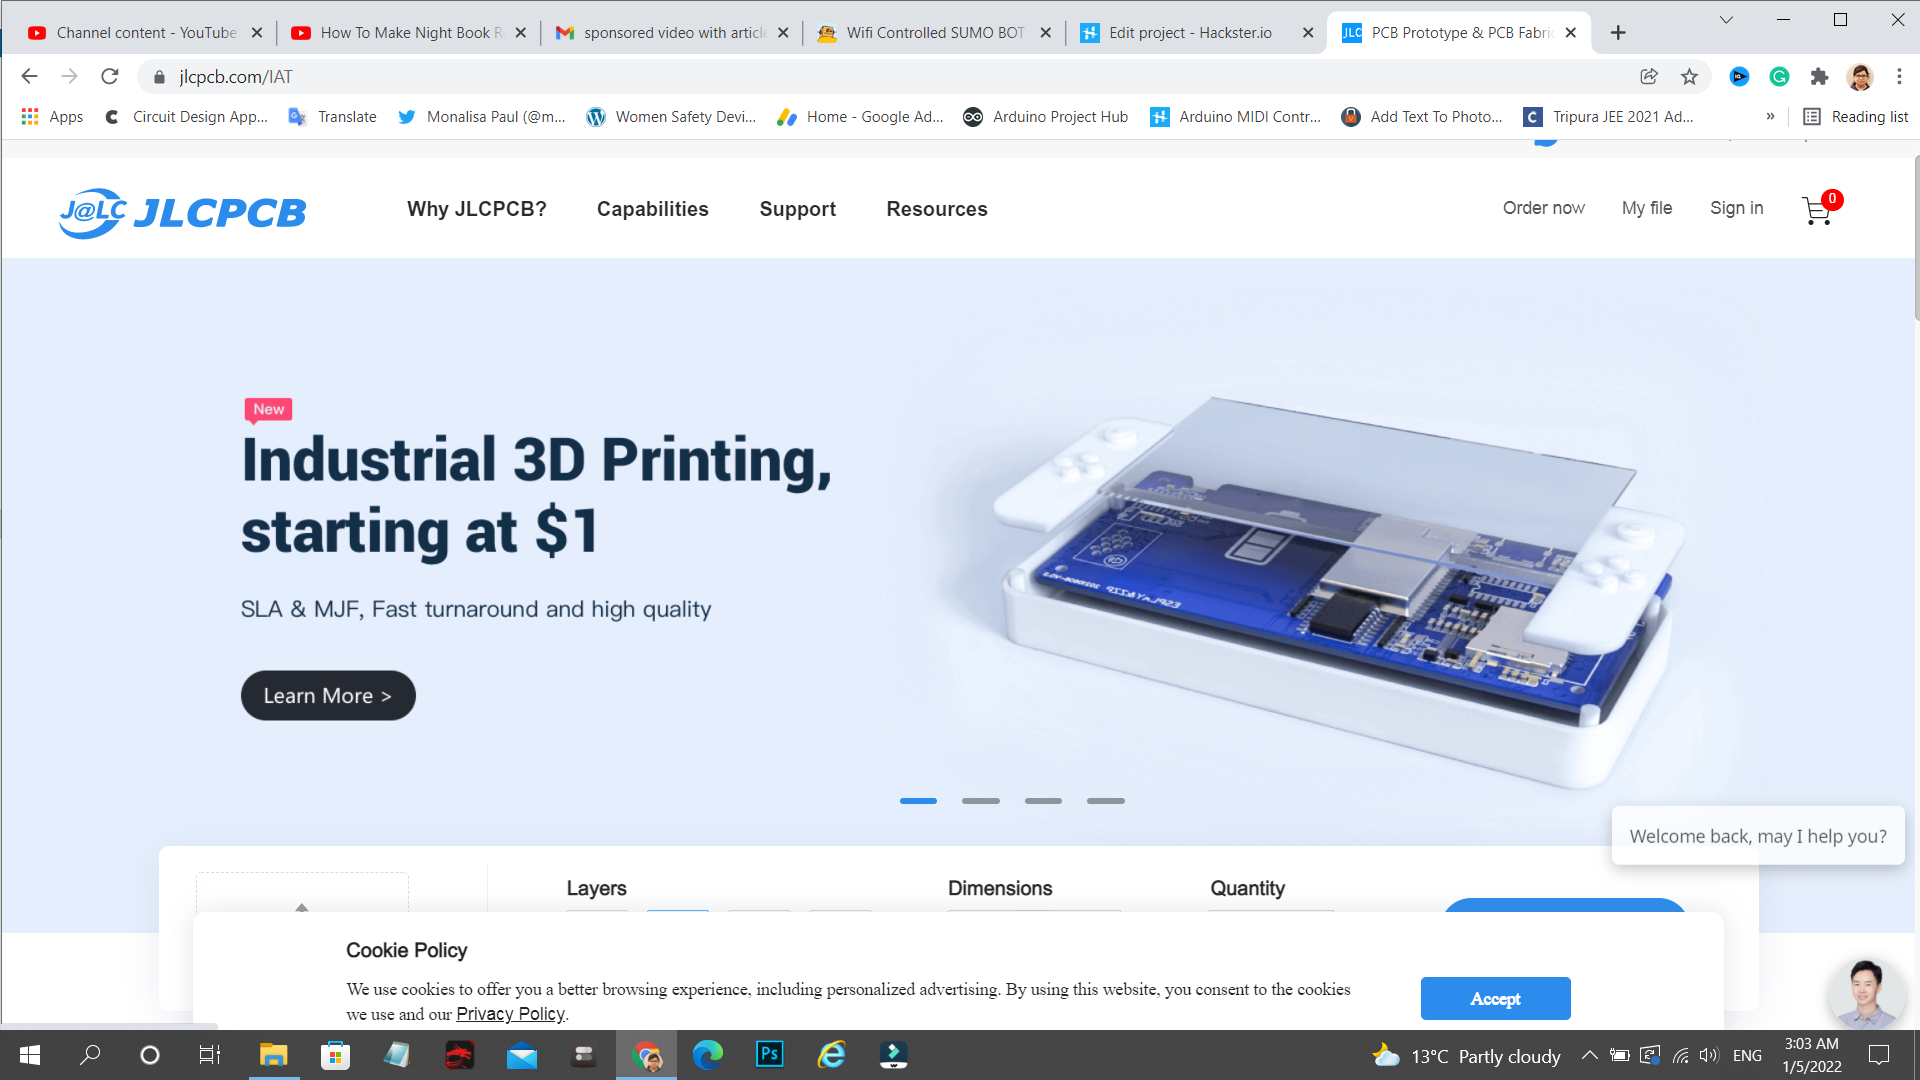 Channel content - YouTube
How To Make Night Book R
sponsored video with article
Wifi Controlled SUMO BOT
Edit project - Hackster.io
JLC PCB Prototype & PCB Fabric
jlcpcb.com/IAT
Apps
Circuit Design App...
Translate
Monalisa Paul (@m...
Women Safety Devi...
Home - Google Ad...
Arduino Project Hub
Arduino MIDI Contr...
Add Text To Photo...
Tripura JEE 2021 Ad...
»
Reading list
J@LC JLCPCB
Why JLCPCB?
Capabilities
Support
Resources
Order now
My file
Sign in
0
New
Industrial 3D Printing,
starting at $1
SLA & MJF, Fast turnaround and high quality
Learn More >
Welcome back, may I help you?
Layers
Dimensions
Quantity
Cookie Policy
We use cookies to offer you a better browsing experience, including personalized advertising. By using this website, you consent to the cookies
we use and our Privacy Policy.
Accept
Ps
13°C Partly cloudy
ENG
3:03 AM
1/5/2022